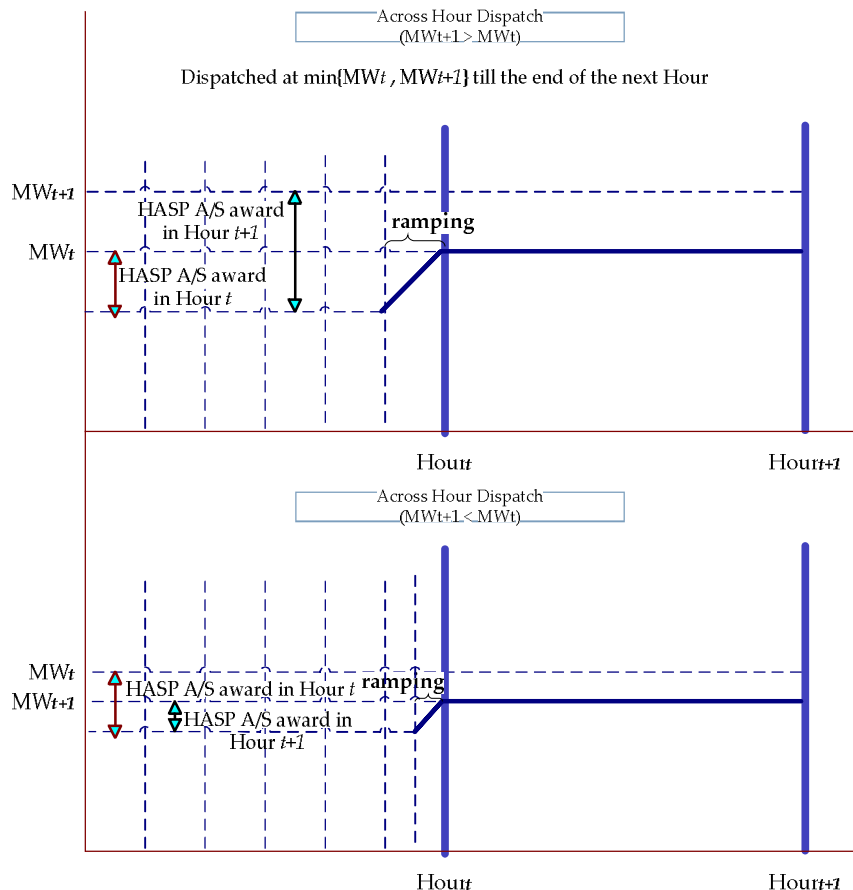 Across Hour Dispatch
(MWt+1 > MWt)
Dispatched at min{MWt , MWt+1} till the end of the next Hour
MWt+1
HASP A/S award
in Hour t+1
ramping
MWt
HASP A/S award
in Hour t
Hourt
Hourt+1
Across Hour Dispatch
(MWt+1 < MWt)
MWt
HASP A/S award in Hour t
ramping
MWt+1
HASP A/S award in
Hour t+1
Hourt
Hourt+1